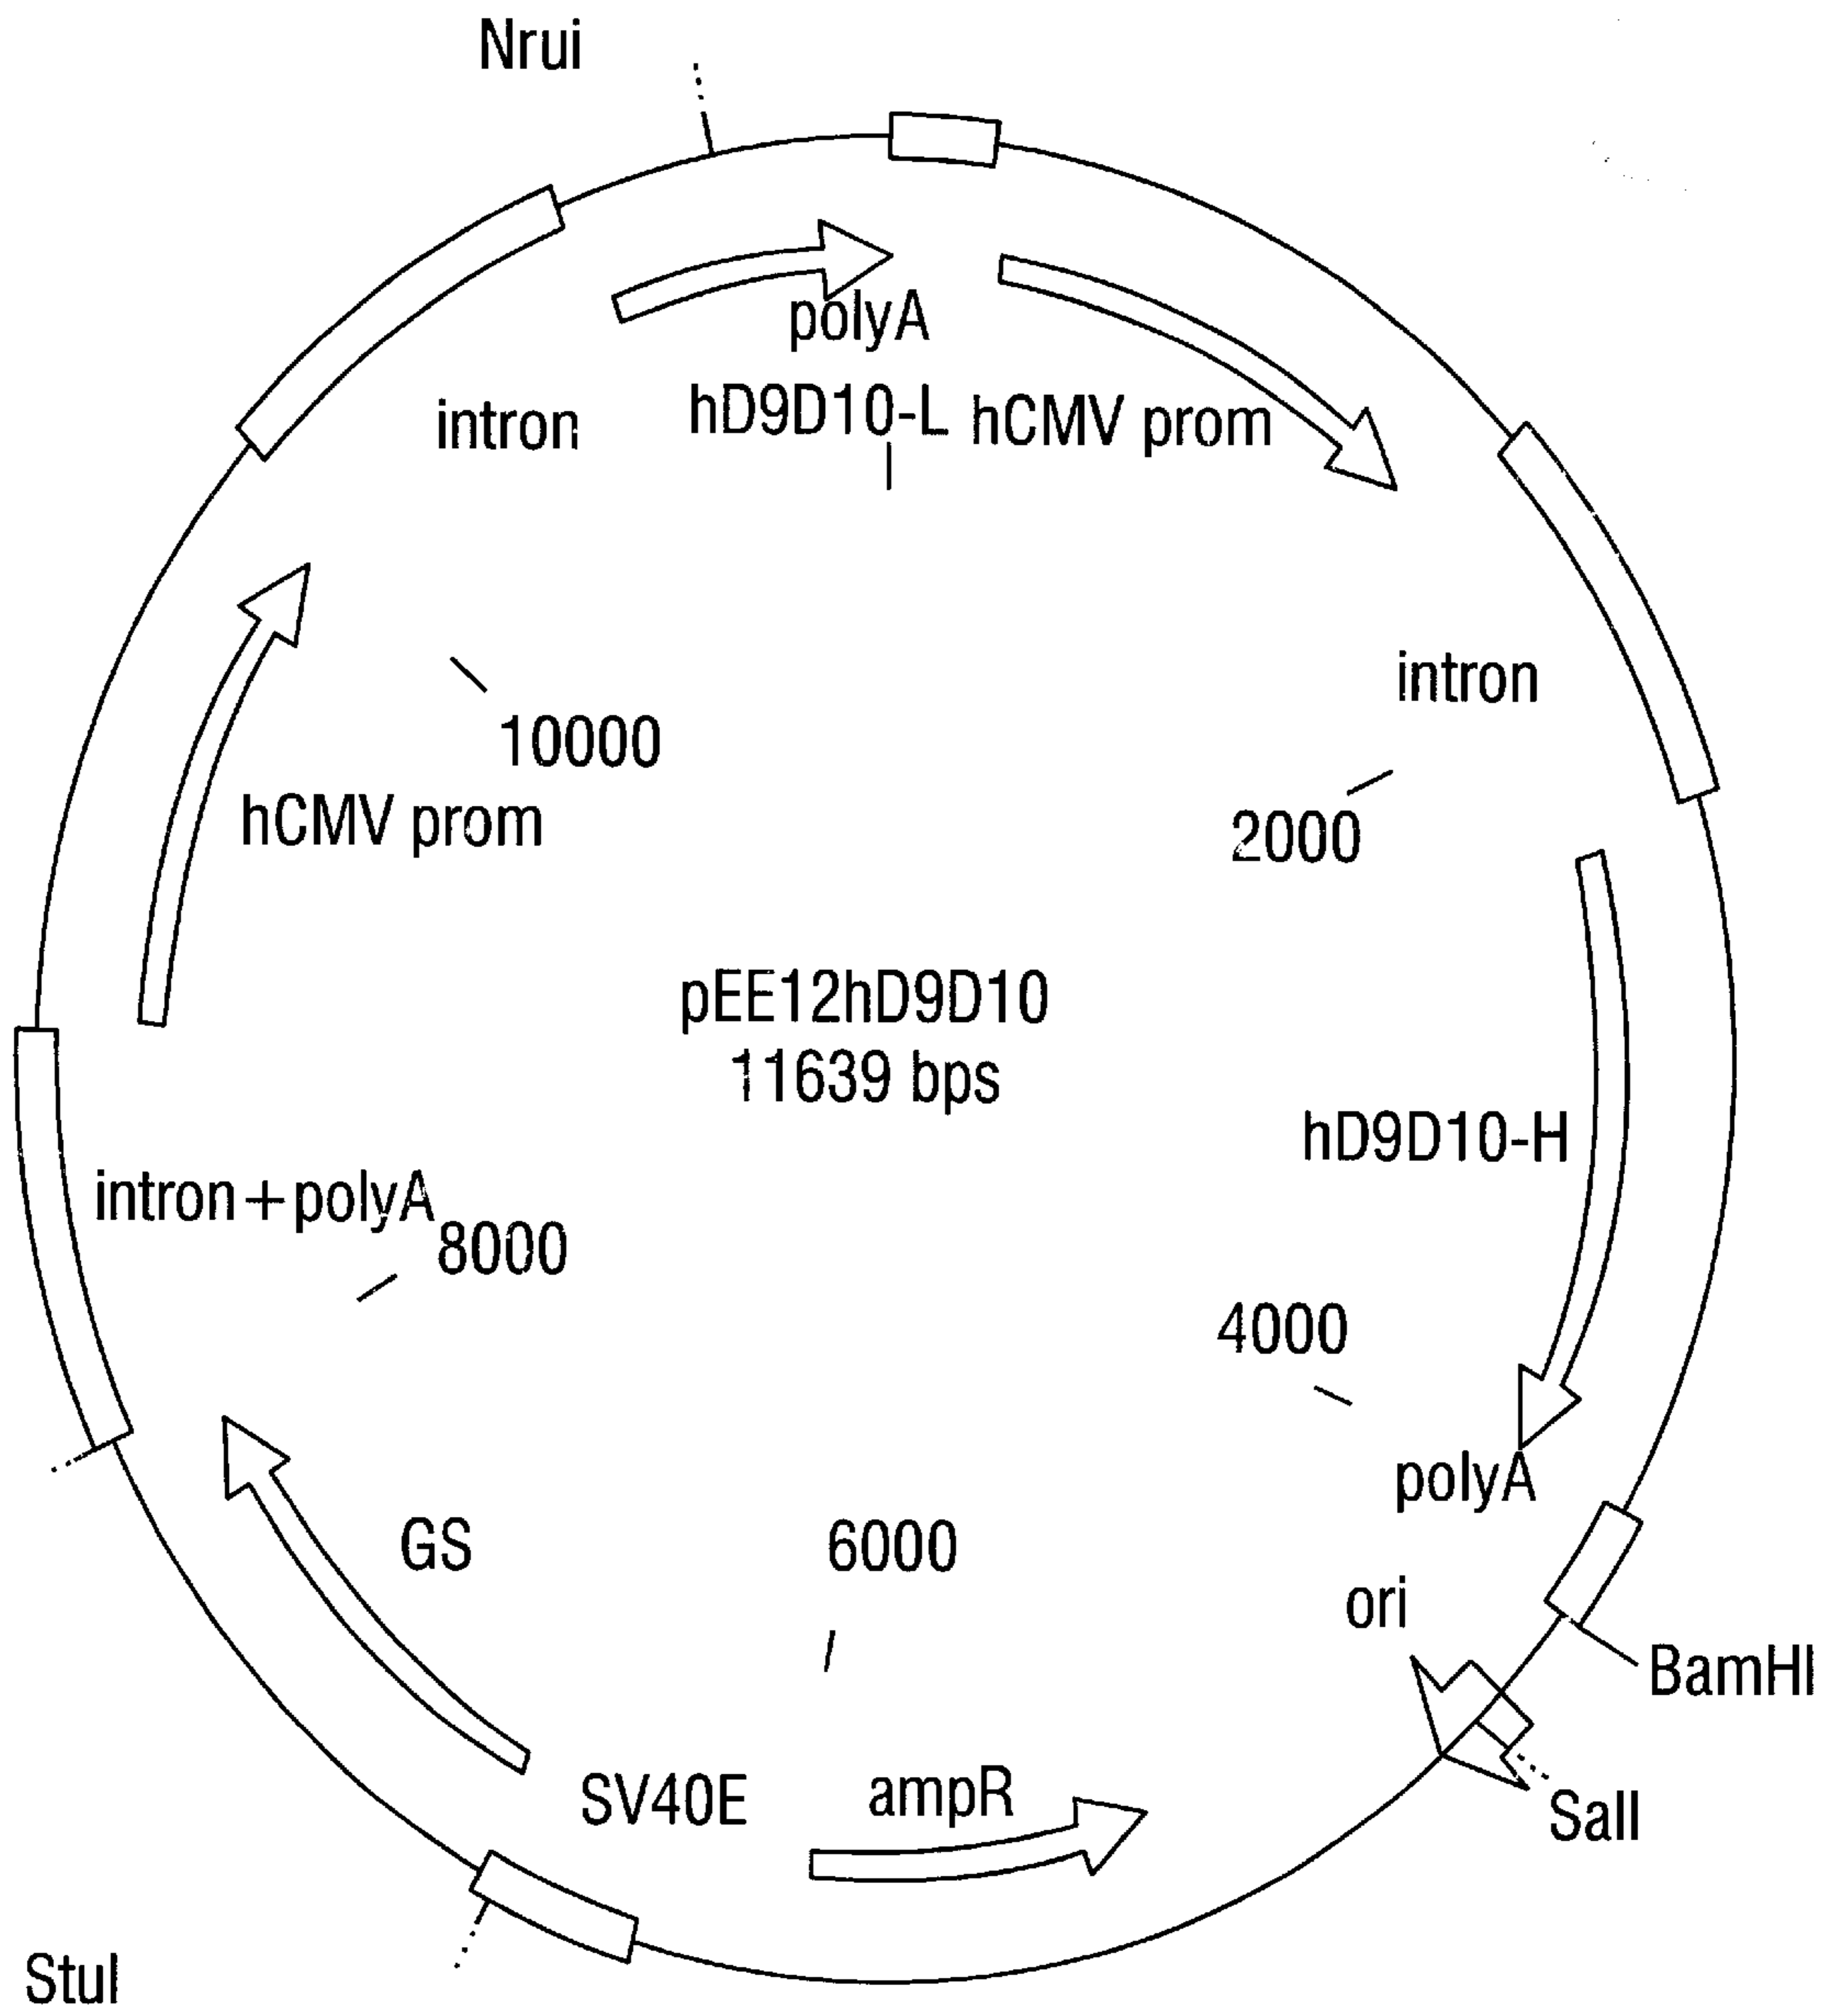 Nrui
polyA
hD9D10-L hCMV prom
intron
intron
10000
hCMV prom
2000
pEE12hD9D10
11639 bps
hD9D10-H
intron+polyA
8000
4000
polyA
GS
6000
ori
BamHI
SV40E
ampR
SalI
StuI